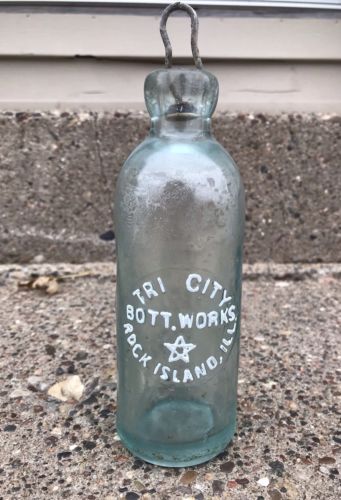 TRI CITY
BOTT. WORKS.
ROCK ISLAND, ILL.